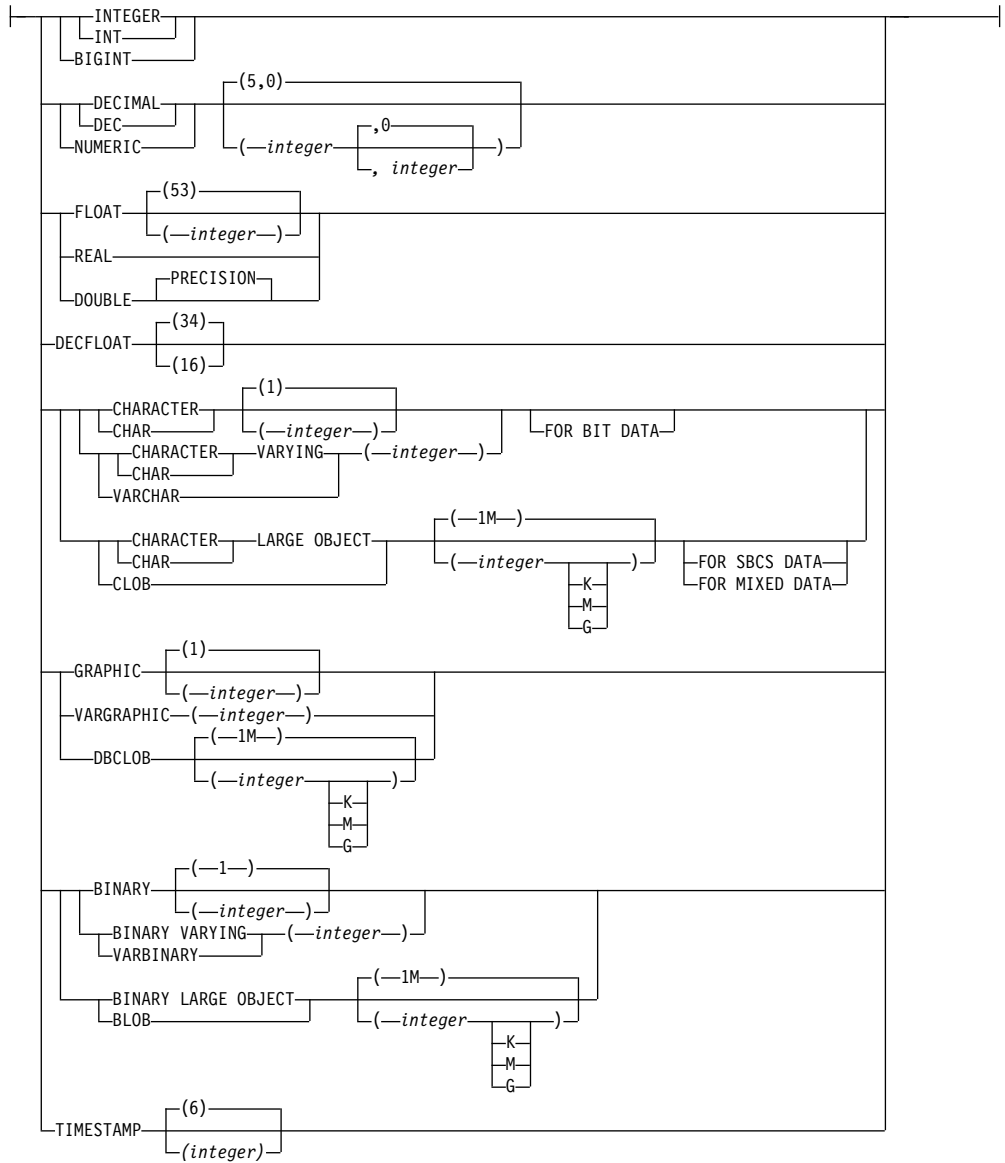 INTEGER
INT
BIGINT
(5,0)
DECIMAL
DEC
,0
NUMERIC
( integer )
, integer
(53)
FLOAT
( integer )
REAL
PRECISION
DOUBLE
(34)
DECFLOAT
(16)
(1)
CHARACTER
CHAR
( integer )
FOR BIT DATA
CHARACTER VARYING ( integer )
CHAR
VARCHAR
( 1M )
CHARACTER LARGE OBJECT
CHAR
( integer )
FOR SBCS DATA
CLOB
K
FOR MIXED DATA
M
G
(1)
GRAPHIC
( integer )
VARGRAPHIC ( integer )
( 1M )
DBCLOB
( integer )
K
M
G
( 1 )
BINARY
( integer )
BINARY VARYING ( integer )
VARBINARY
( 1M )
BINARY LARGE OBJECT
BLOB
( integer )
K
M
G
(6)
TIMESTAMP
(integer)